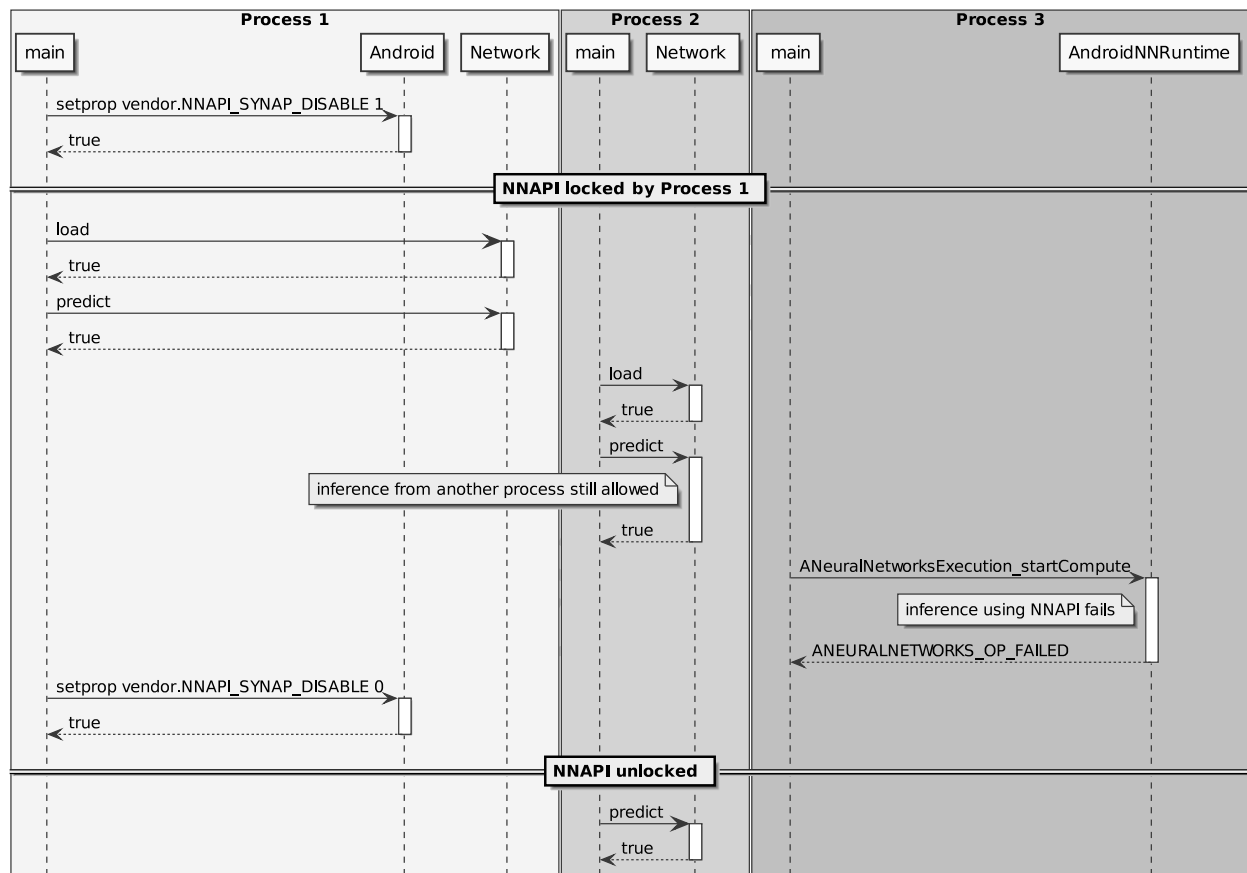 Process 1
Process 2
Process 3
main
Android
Network
main
Network
main
AndroidNNRuntime
setprop vendor.NNAPI_SYNAP_DISABLE 1
true
NNAPI locked by Process 1
load
true
predict
true
load
true
predict
inference from another process still allowed
true
ANeuralNetworksExecution_startCompute
inference using NNAPI fails
ANEURALNETWORKS_OP_FAILED
setprop vendor.NNAPI_SYNAP_DISABLE 0
true
NNAPI unlocked
predict
true